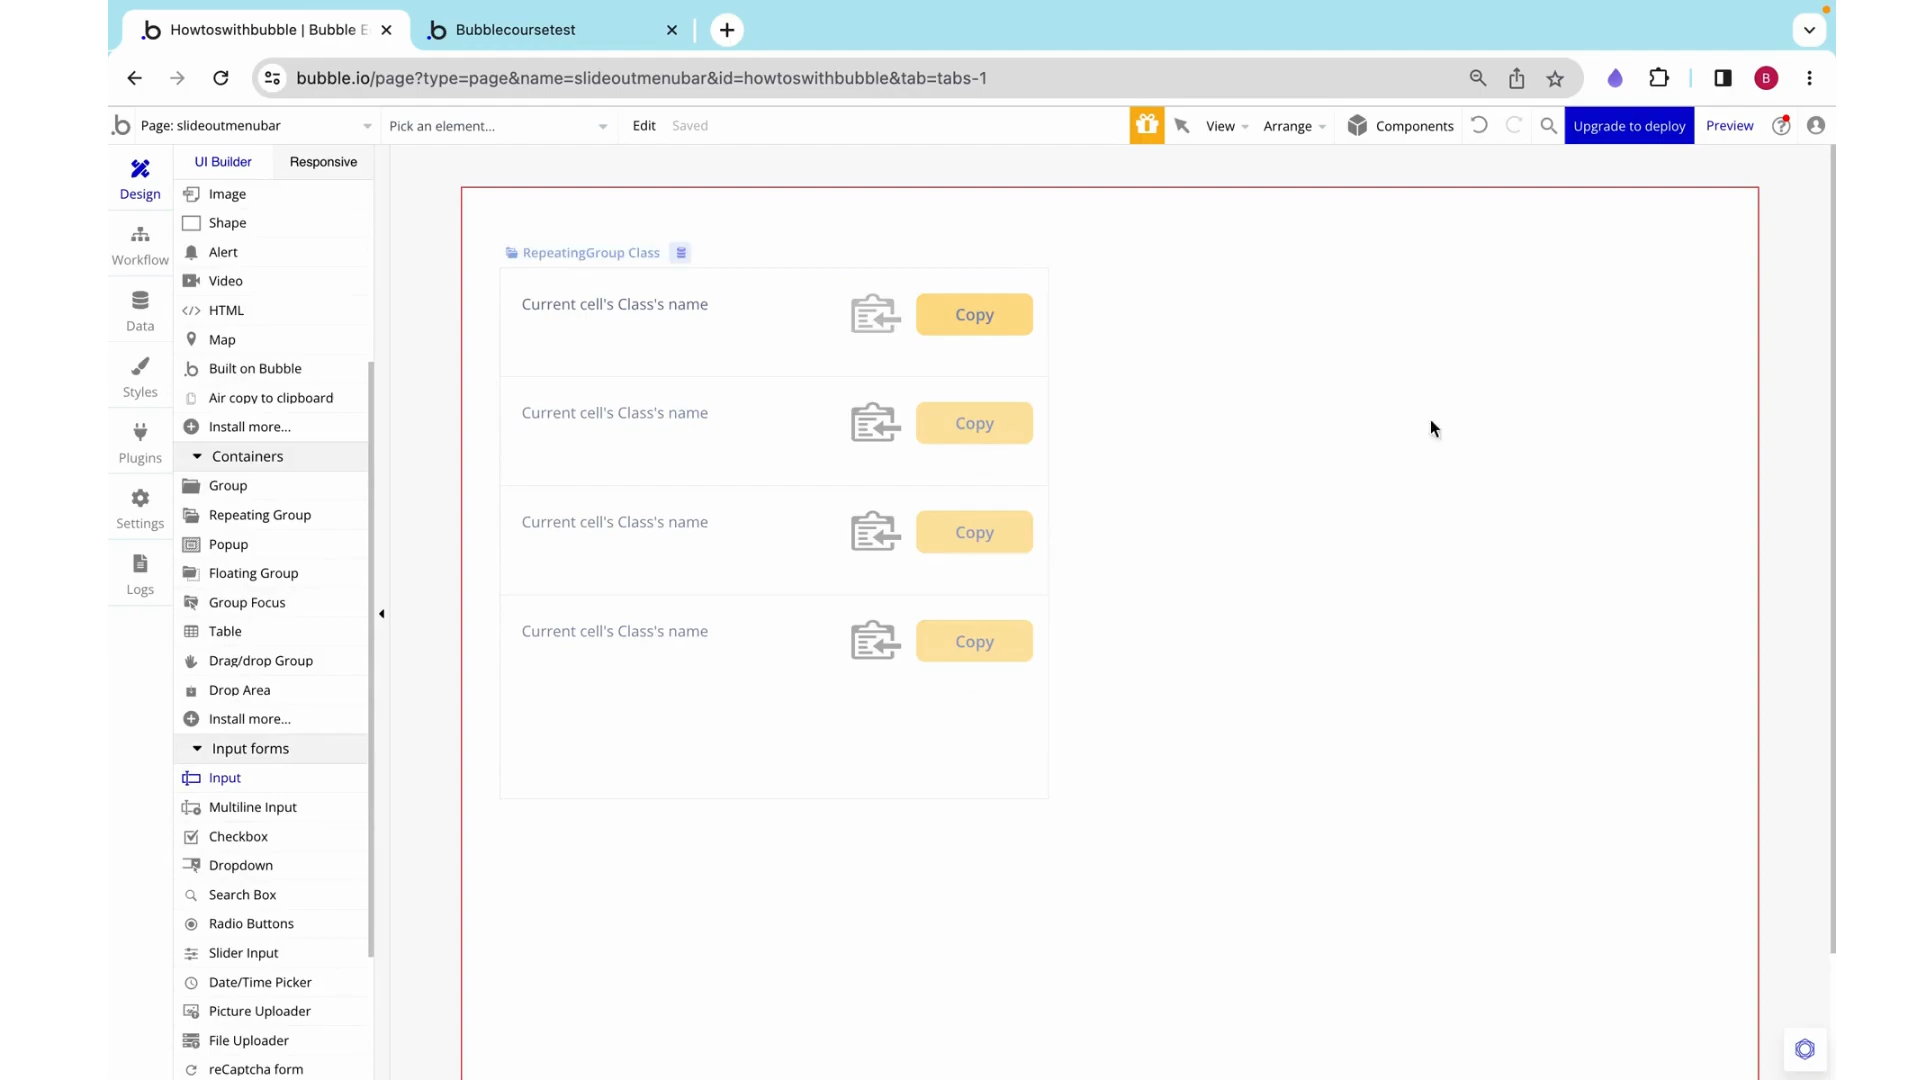 Howtoswithbubble | Bubble E
Bubblecoursetest
bubble.io/page?type=page&name=slideoutmenubar&id=howtoswithbubble&tab=tabs-1
B
Page: slideoutmenubar
Pick an element...
Edit
Saved
View
Arrange
Components
Upgrade to deploy
Preview
Design
Workflow
Data
Styles
Plugins
Settings
Logs
UI Builder
Responsive
Image
Shape
Alert
Video
HTML
Map
Built on Bubble
Air copy to clipboard
Install more...
Containers
Group
Repeating Group
Popup
Floating Group
Group Focus
Table
Drag/drop Group
Drop Area
Install more...
Input forms
Input
Multiline Input
Checkbox
Dropdown
Search Box
Radio Buttons
Slider Input
Date/Time Picker
Picture Uploader
File Uploader
reCaptcha form
RepeatingGroup Class
Current cell's Class's name
Copy
Current cell's Class's name
Copy
Current cell's Class's name
Copy
Current cell's Class's name
Copy